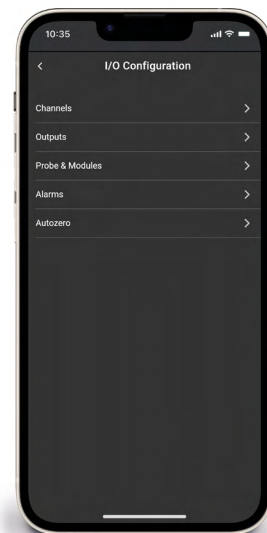 10:35
I/O Configuration
Channels
Outputs
Probe & Modules
Alarms
Autozero